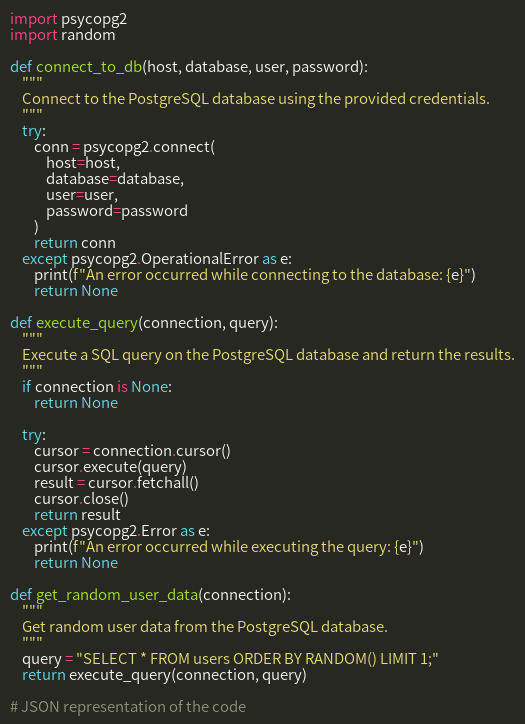 import psycopg2
import random

def connect_to_db(host, database, user, password):
    """
    Connect to the PostgreSQL database using the provided credentials.
    """
    try:
        conn = psycopg2.connect(
            host=host,
            database=database,
            user=user,
            password=password
        )
        return conn
    except psycopg2.OperationalError as e:
        print(f"An error occurred while connecting to the database: {e}")
        return None

def execute_query(connection, query):
    """
    Execute a SQL query on the PostgreSQL database and return the results.
    """
    if connection is None:
        return None

    try:
        cursor = connection.cursor()
        cursor.execute(query)
        result = cursor.fetchall()
        cursor.close()
        return result
    except psycopg2.Error as e:
        print(f"An error occurred while executing the query: {e}")
        return None

def get_random_user_data(connection):
    """
    Get random user data from the PostgreSQL database.
    """
    query = "SELECT * FROM users ORDER BY RANDOM() LIMIT 1;"
    return execute_query(connection, query)

# JSON representation of the code